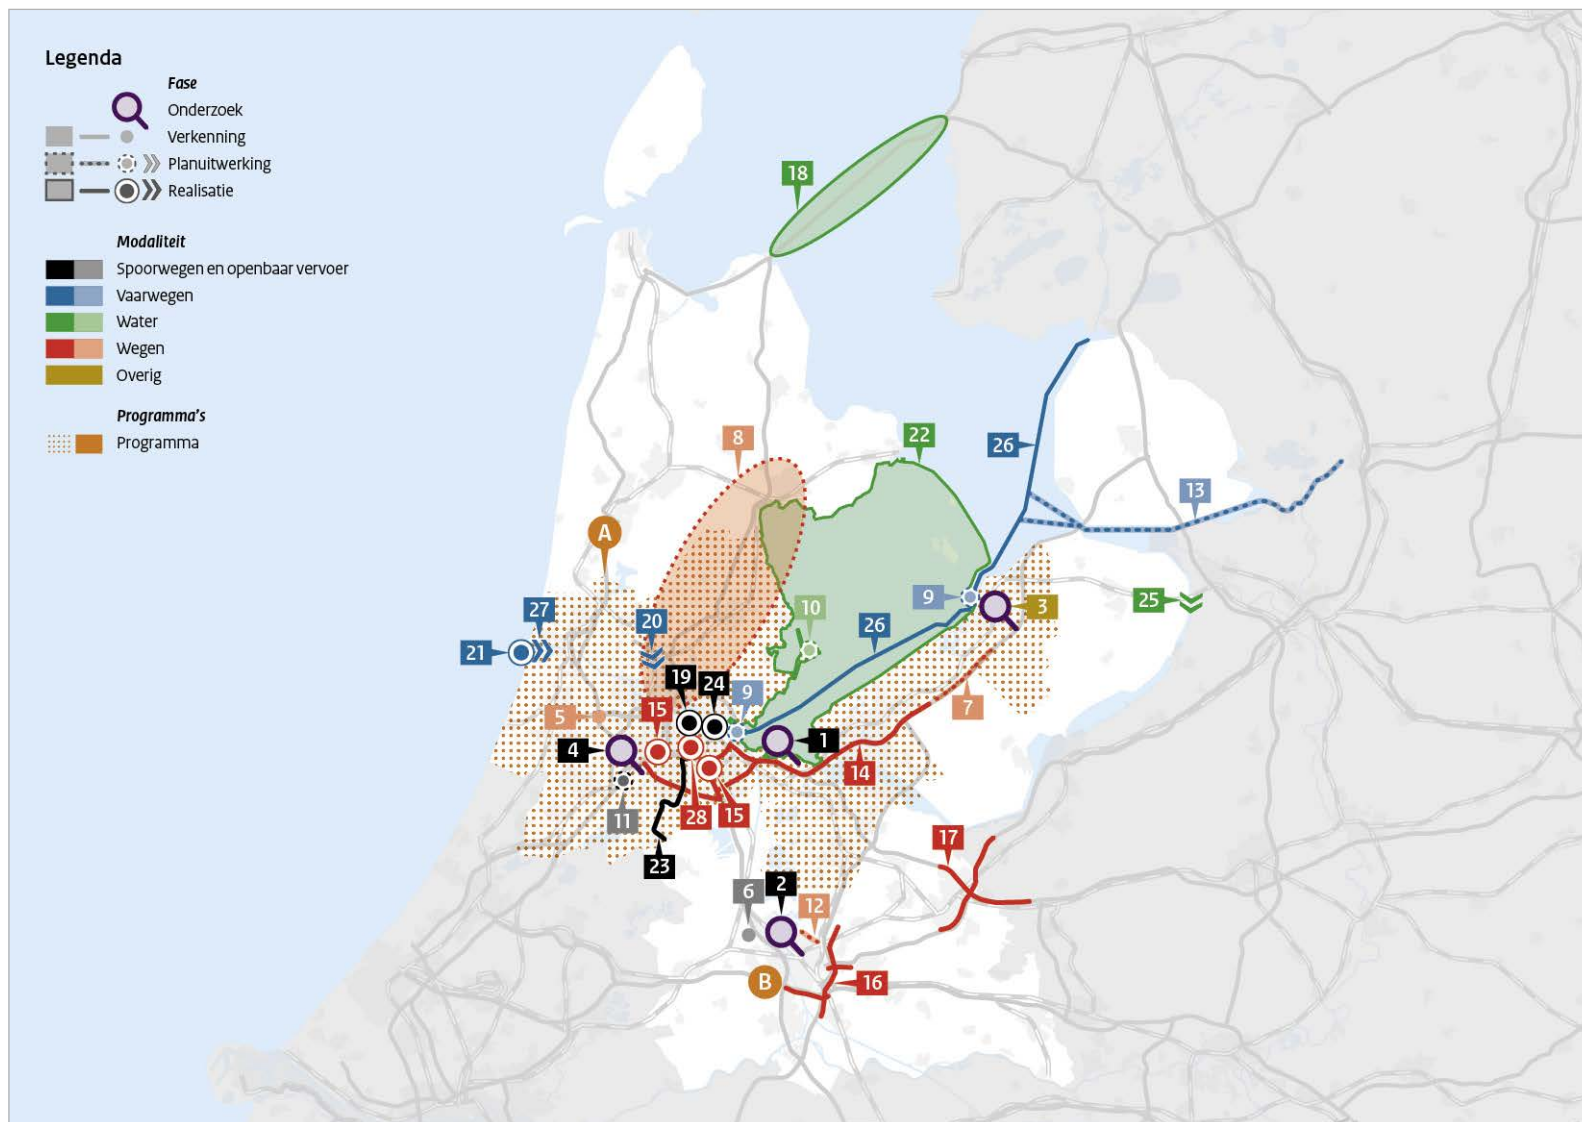 Legenda
Fase
Onderzoek
Verkenning
Planuitwerking
Realisatie
Modaliteit
Spoorwegen en openbaar vervoer
Vaarwegen
Water
Wegen
Overig
Programma's
Programma
18
8
22
26
13
A
27
20
10
9
3
25
21
26
19
24
9
15
5
7
4
1
14
11
28
15
23
17
6
2
12
B
16